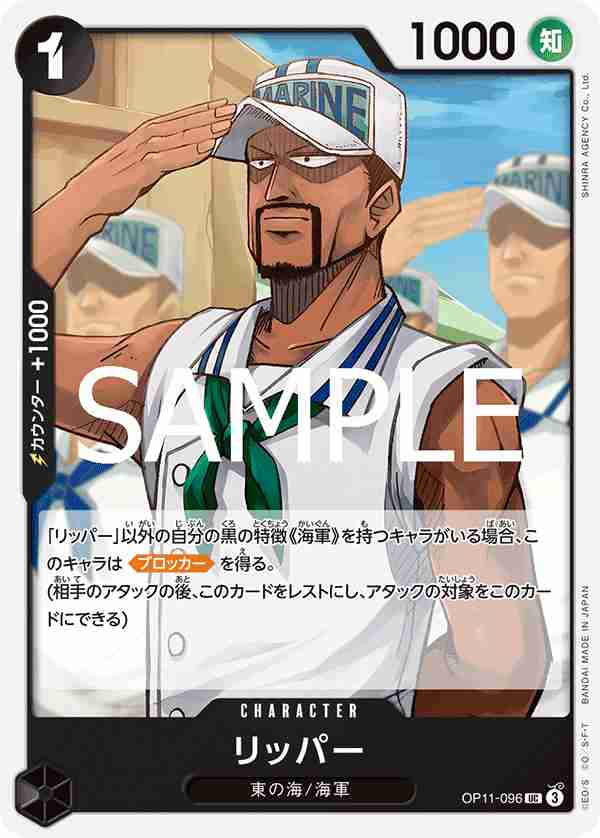 1
1000
知
MARINE
MARINE
RINE
SHINRA AGENCY Co., Ltd.
カウンター +1000
SAMPLE
「リッパー」以外の自分の黒の特徴《海軍》を持つキャラがいる場合、こ
のキャラは ブロッカー を得る。
(相手のアタックの後、このカードをレストにし、アタックの対象をこのカー
ドにできる)
CHARACTER
リッパー
東の海/海軍
OP11-096 UC 3
©E.O/S ©O/S・F・T BANDAI MADE IN JAPAN